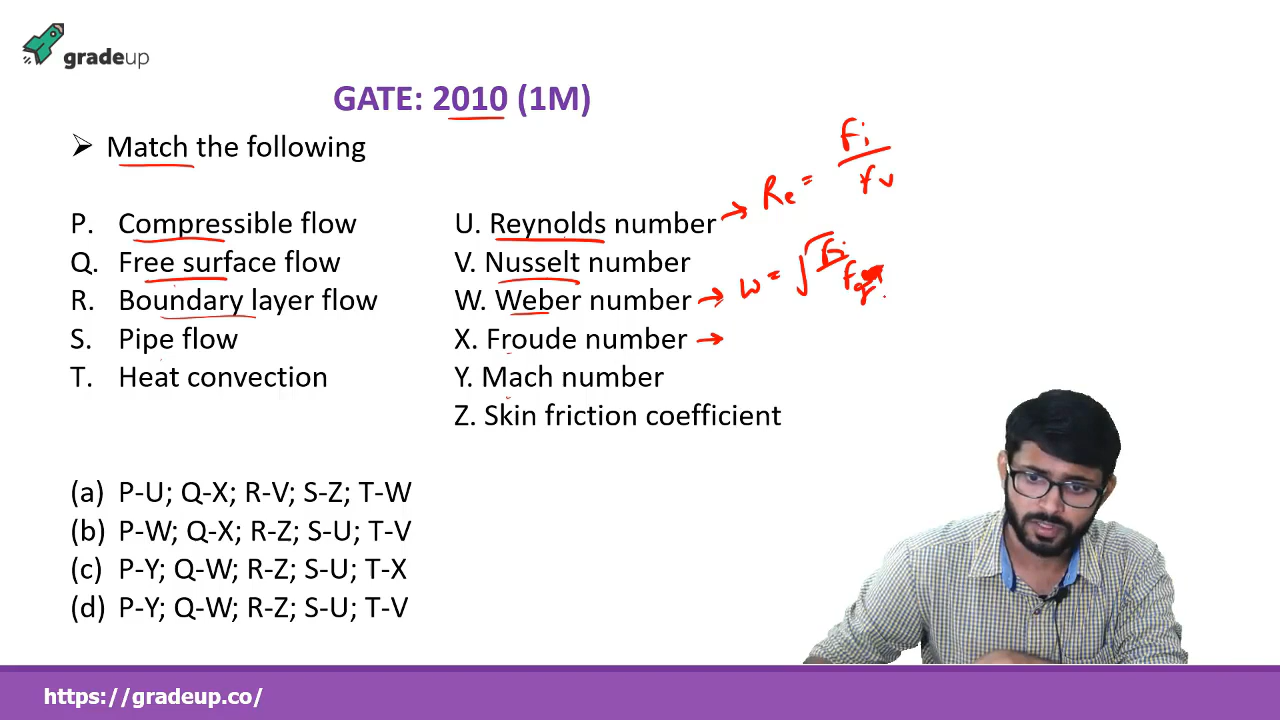 gradeup
GATE: 2010 (1M)
➢ Match the following
P. Compressible flow
Q. Free surface flow
R. Boundary layer flow
S. Pipe flow
T. Heat convection
U. Reynolds number
V. Nusselt number
W. Weber number
X. Froude number
Y. Mach number
Z. Skin friction coefficient
→ Re = Fi / Fv
→ W = √Fi /
→
(a) P-U; Q-X; R-V; S-Z; T-W
(b) P-W; Q-X; R-Z; S-U; T-V
(c) P-Y; Q-W; R-Z; S-U; T-X
(d) P-Y; Q-W; R-Z; S-U; T-V
https://gradeup.co/